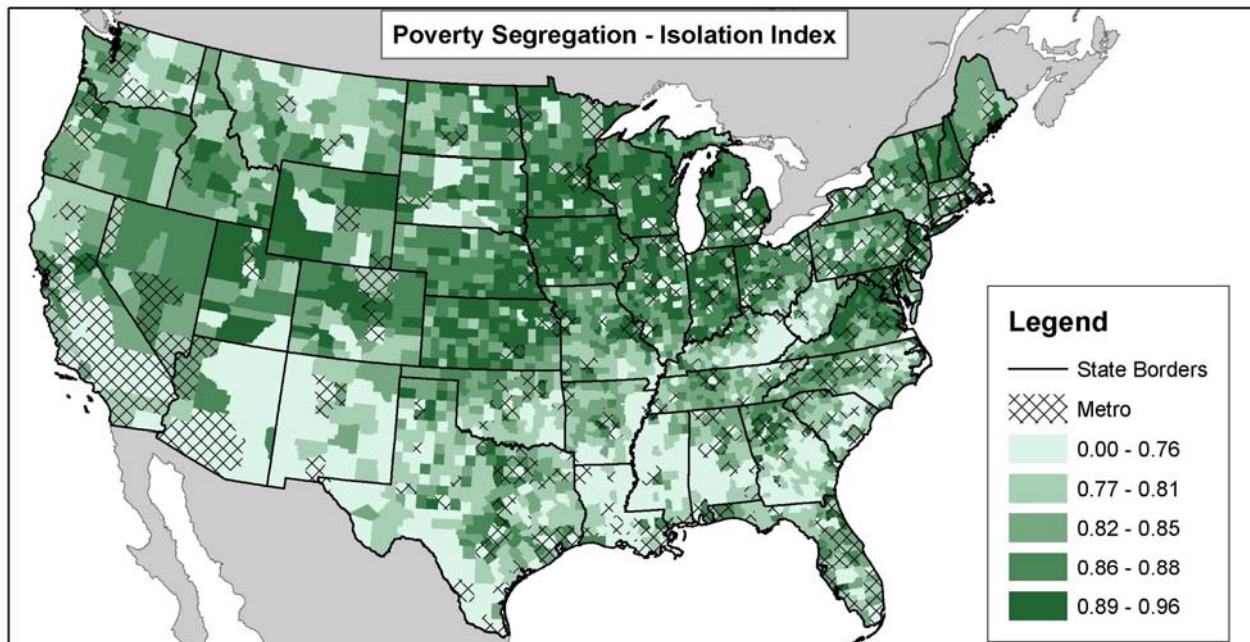 Poverty Segregation - Isolation Index
Legend
State Borders
Metro
0.00 - 0.76
0.77 - 0.81
0.82 - 0.85
0.86 - 0.88
0.89 - 0.96